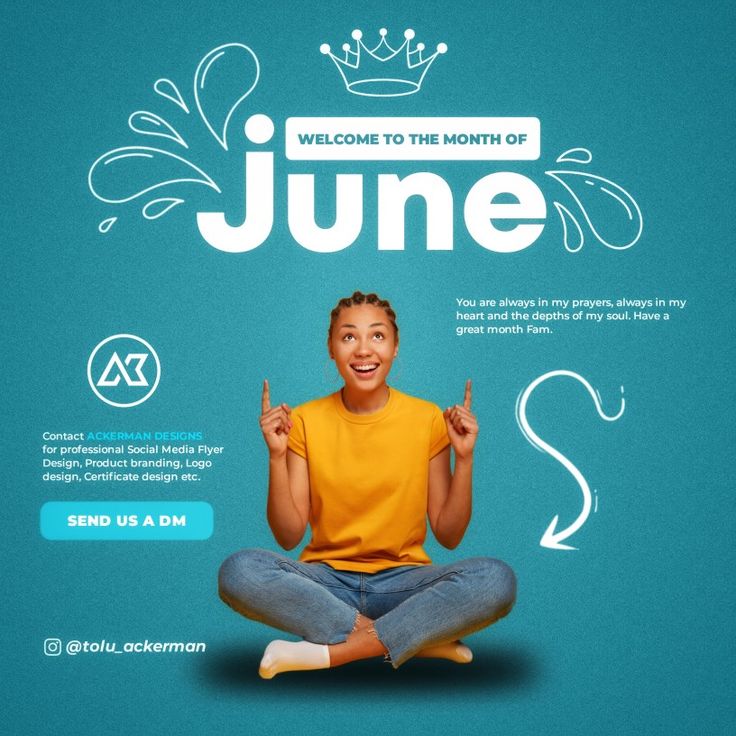 WELCOME TO THE MONTH OF
june
You are always in my prayers, always in my
heart and the depths of my soul. Have a
great month Fam.
AK
Contact ACKERMAN DESIGNS
for professional Social Media Flyer
Design, Product branding, Logo
design, Certificate design etc.
SEND US A DM
@tolu_ackerman